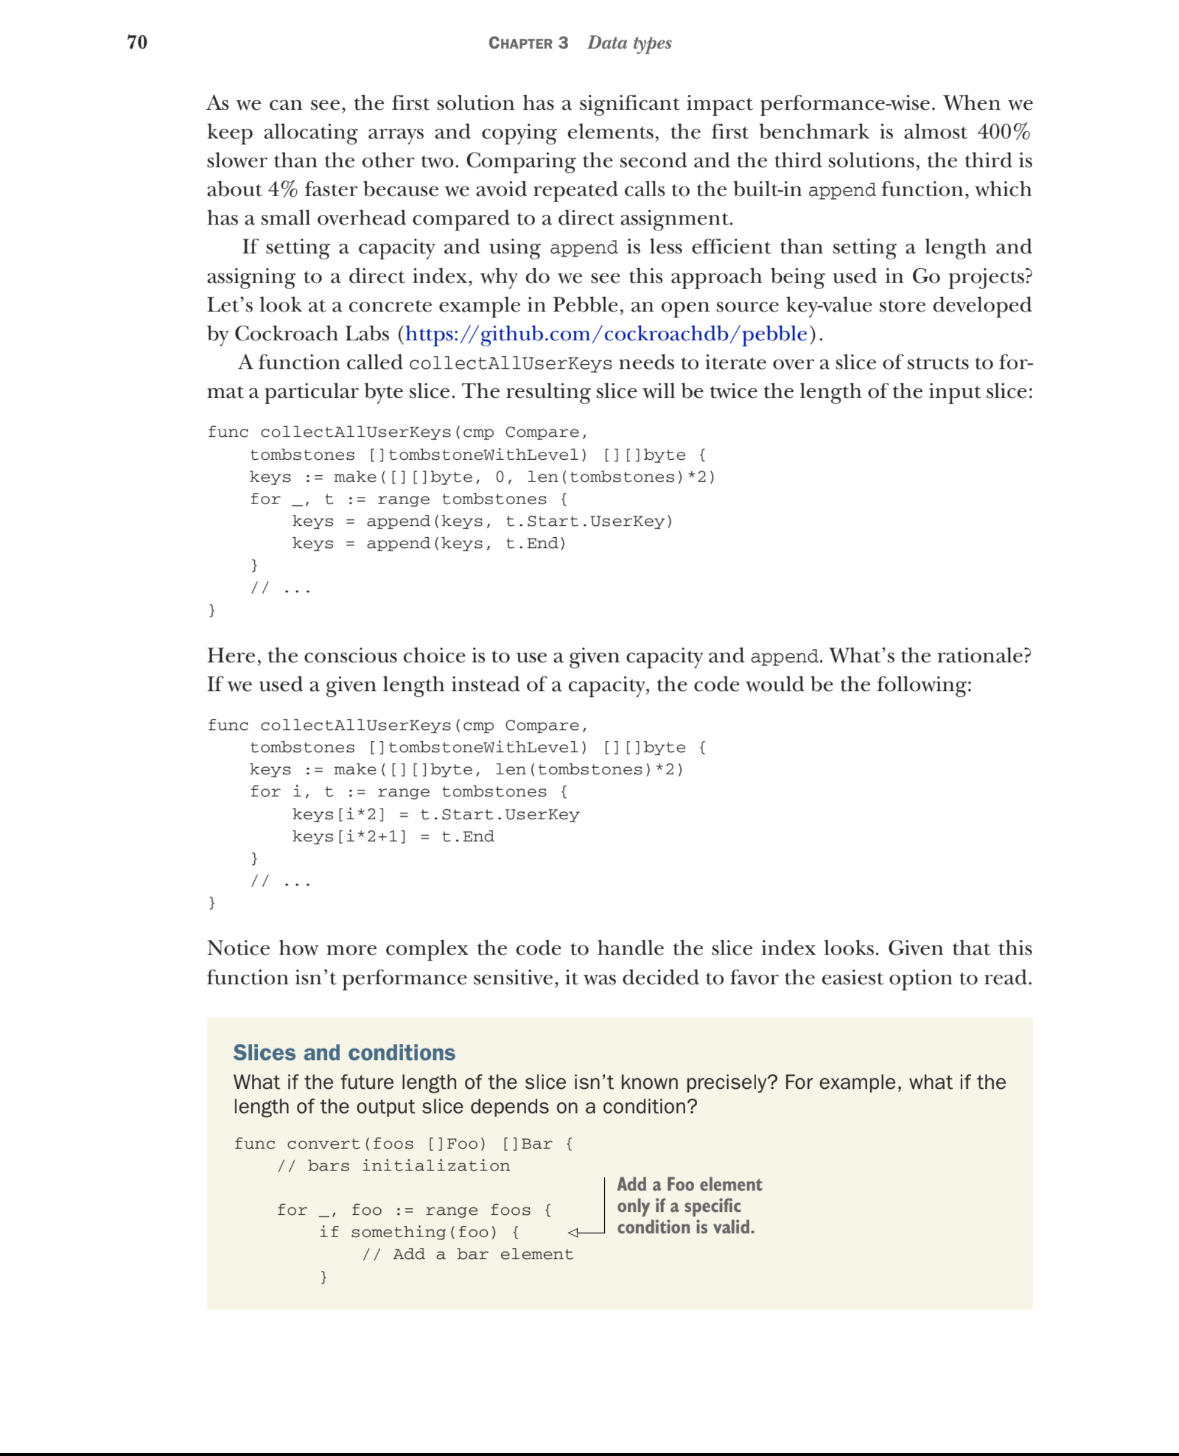 70
CHAPTER 3 Data types
As we can see, the first solution has a significant impact performance-wise. When we
keep allocating arrays and copying elements, the first benchmark is almost 400%
slower than the other two. Comparing the second and the third solutions, the third is
about 4% faster because we avoid repeated calls to the built-in append function, which
has a small overhead compared to a direct assignment.
If setting a capacity and using append is less efficient than setting a length and
assigning to a direct index, why do we see this approach being used in Go projects?
Let's look at a concrete example in Pebble, an open source key-value store developed
by Cockroach Labs (https://github.com/cockroachdb/pebble).
A function called collectAllUserKeys needs to iterate over a slice of structs to for-
mat a particular byte slice. The resulting slice will be twice the length of the input slice:
func collectAllUserKeys(cmp Compare,
    tombstones []tombstoneWithLevel) [][]byte {
    keys := make([][]byte, 0, len(tombstones)*2)
    for _, t := range tombstones {
        keys = append(keys, t.Start.UserKey)
        keys = append(keys, t.End)
    }
    // ...
}
Here, the conscious choice is to use a given capacity and append. What's the rationale?
If we used a given length instead of a capacity, the code would be the following:
func collectAllUserKeys(cmp Compare,
    tombstones []tombstoneWithLevel) [][]byte {
    keys := make([][]byte, len(tombstones)*2)
    for i, t := range tombstones {
        keys[i*2] = t.Start.UserKey
        keys[i*2+1] = t.End
    }
    // ...
}
Notice how more complex the code to handle the slice index looks. Given that this
function isn't performance sensitive, it was decided to favor the easiest option to read.
Slices and conditions
What if the future length of the slice isn't known precisely? For example, what if the
length of the output slice depends on a condition?
func convert(foos []Foo) []Bar {
    // bars initialization
    for _, foo := range foos {
        if something(foo) {
            // Add a bar element
        }
Add a Foo element
only if a specific
condition is valid.